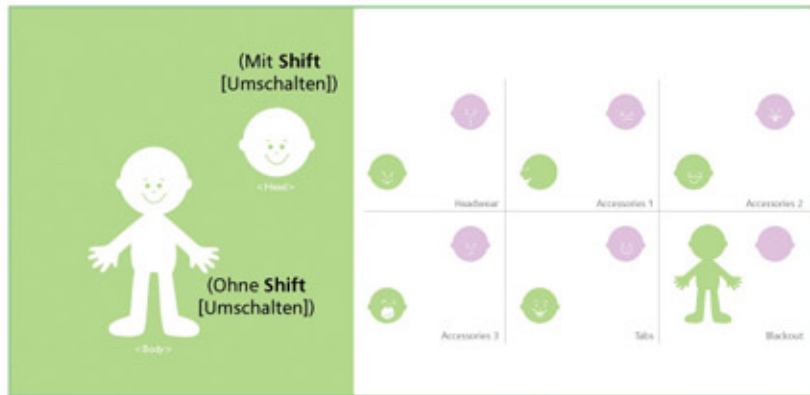 (Mit Shift
[Umschalten])
<Head>
(Ohne Shift
[Umschalten])
<Body>
Headwear
Accessories 1
Accessories 2
Accessories 3
Tabs
Blackout